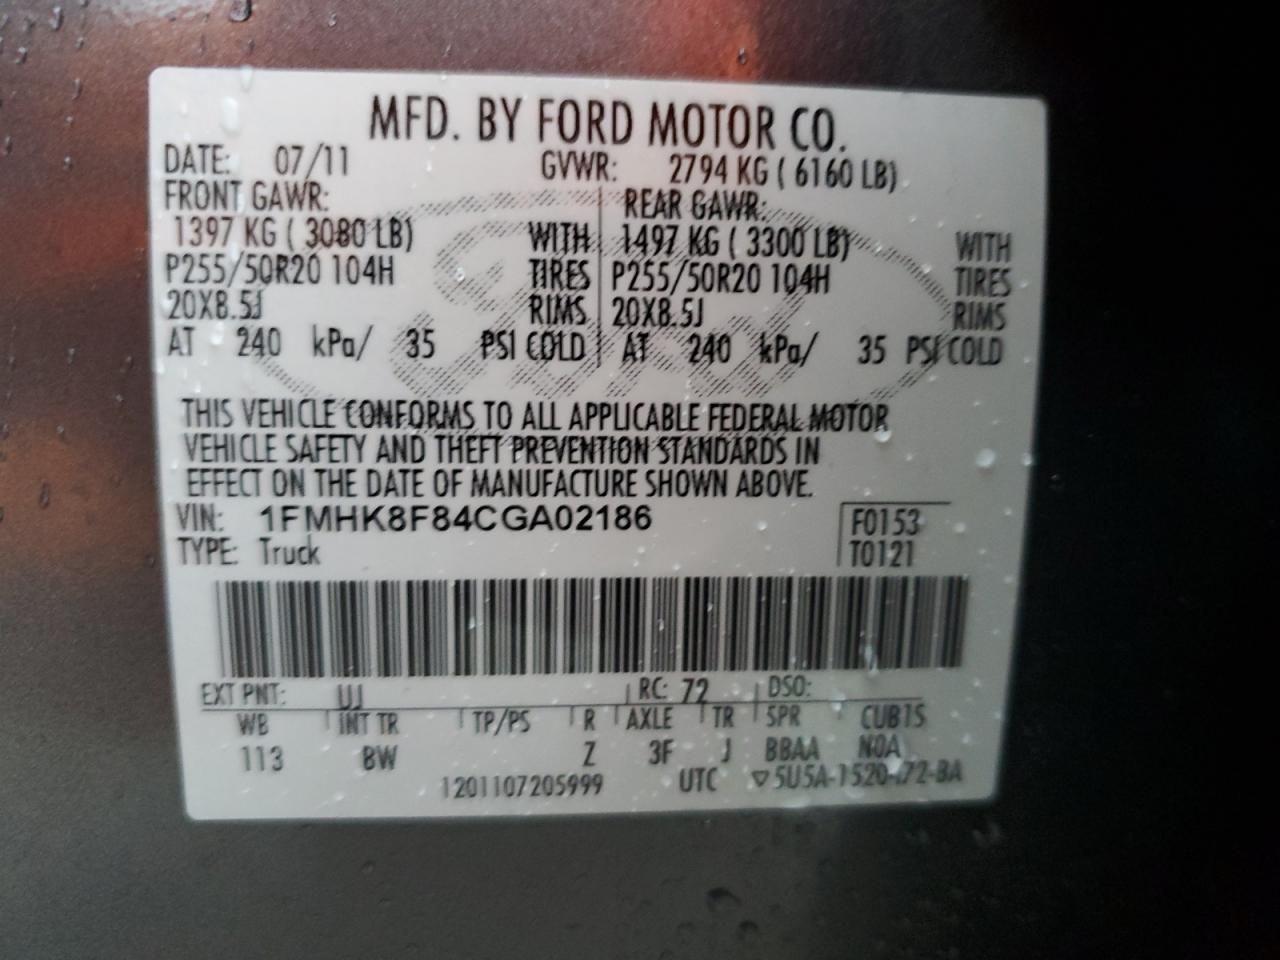 MFD. BY FORD MOTOR CO.
DATE: 07/11 GVWR: 2794 KG ( 6160 LB)
FRONT GAWR: REAR GAWR:
1397 KG ( 3080 LB) WITH 1497 KG ( 3300 LB) WITH
P255/50R20 104H TIRES P255/50R20 104H TIRES
20X8.5J RIMS 20X8.5J RIMS
AT 240 kPa/ 35 PSI COLD AT 240 kPa/ 35 PSI COLD
THIS VEHICLE CONFORMS TO ALL APPLICABLE FEDERAL MOTOR
VEHICLE SAFETY AND THEFT PREVENTION STANDARDS IN
EFFECT ON THE DATE OF MANUFACTURE SHOWN ABOVE.
VIN: 1FMHK8F84CGA02186 F0153
TYPE: Truck T0121
EXT PNT: UJ RC: 72 DSO:
WB INT TR TP/PS R AXLE TR SPR
113 BW Z 3F J BBAA NOA
1201107205999 UTC